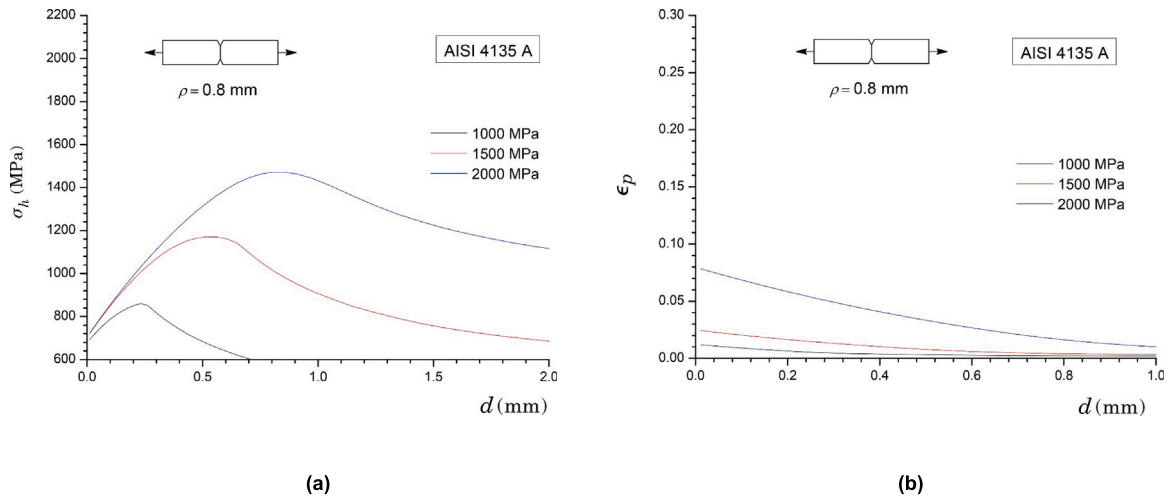 2200
2000
1800
1600
1400
1200
1000
800
600
σh (MPa)
AISI 4135 A
ρ = 0.8 mm
1000 MPa
1500 MPa
2000 MPa
0.0 0.5 1.0 1.5 2.0
d (mm)
(a)
0.30
0.25
0.20
0.15
0.10
0.05
0.00
ϵp
AISI 4135 A
ρ = 0.8 mm
1000 MPa
1500 MPa
2000 MPa
0.0 0.2 0.4 0.6 0.8 1.0
d (mm)
(b)